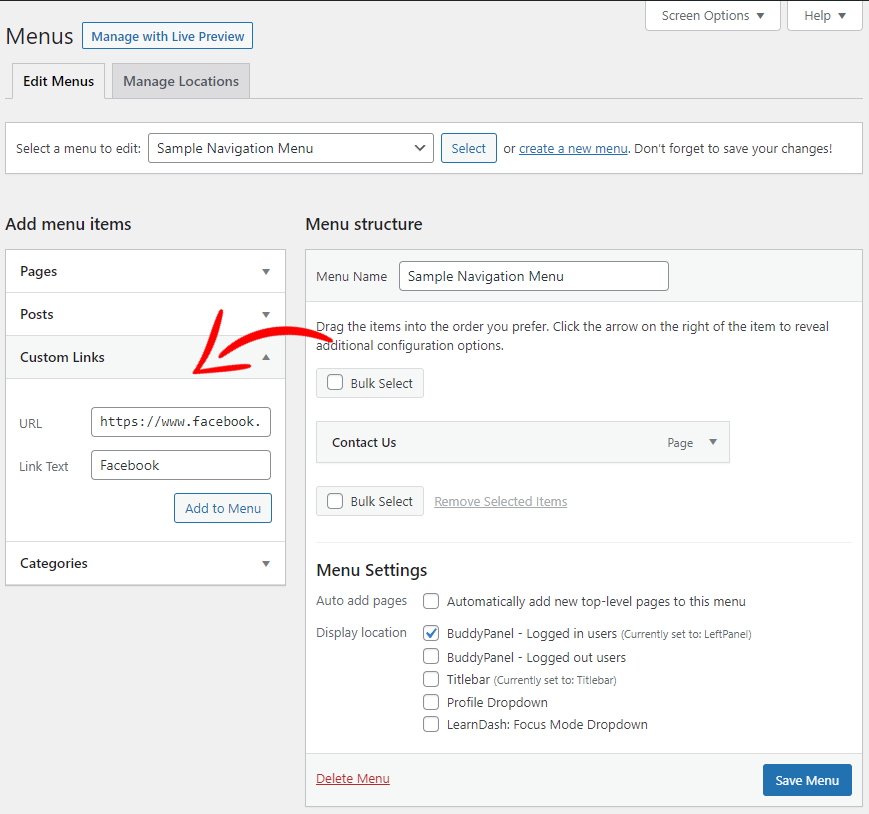 Screen Options
Help
Menus
Manage with Live Preview
Edit Menus
Manage Locations
Select a menu to edit:
Sample Navigation Menu
Select
or create a new menu. Don't forget to save your changes!
Add menu items
Pages
Posts
Custom Links
URL
https://www.facebook.
Link Text
Facebook
Add to Menu
Categories
Menu structure
Menu Name
Sample Navigation Menu
Drag the items into the order you prefer. Click the arrow on the right of the item to reveal
additional configuration options.
Bulk Select
Contact Us
Page
Bulk Select
Remove Selected Items
Menu Settings
Auto add pages
Automatically add new top-level pages to this menu
Display location
BuddyPanel - Logged in users (Currently set to: LeftPanel)
BuddyPanel - Logged out users
Titlebar (Currently set to: Titlebar)
Profile Dropdown
LearnDash: Focus Mode Dropdown
Delete Menu
Save Menu